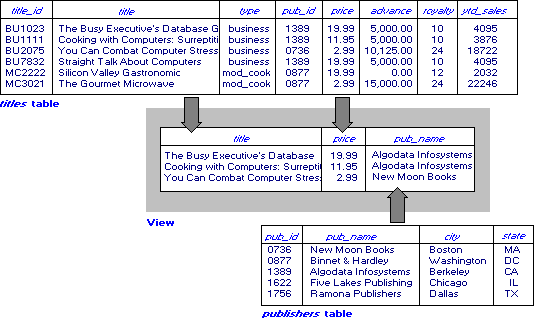 title_id title type pub_id price advance royalty ytd_sales
BU1023 The Busy Executive's Database G business 1389 19.99 5,000.00 10 4095
BU1111 Cooking with Computers: Surreptiti business 1389 11.95 5,000.00 10 3876
BU2075 You Can Combat Computer Stress business 0736 2.99 10,125.00 24 18722
BU7832 Straight Talk About Computers business 1389 19.99 5,000.00 10 4095
MC2222 Silicon Valley Gastronomic mod_cook 0877 19.99 0.00 12 2032
MC3021 The Gourmet Microwave mod_cook 0877 2.99 15,000.00 24 22246
titles table
title price pub_name
The Busy Executive's Database 19.99 Algodata Infosystems
Cooking with Computers: Surrepti 11.95 Algodata Infosystems
You Can Combat Computer Stres 2.99 New Moon Books
View
pub_id pub_name city state
0736 New Moon Books Boston MA
0877 Binnet & Hardley Washington DC
1389 Algodata Infosystems Berkeley CA
1622 Five Lakes Publishing Chicago IL
1756 Ramona Publishers Dallas TX
publishers table